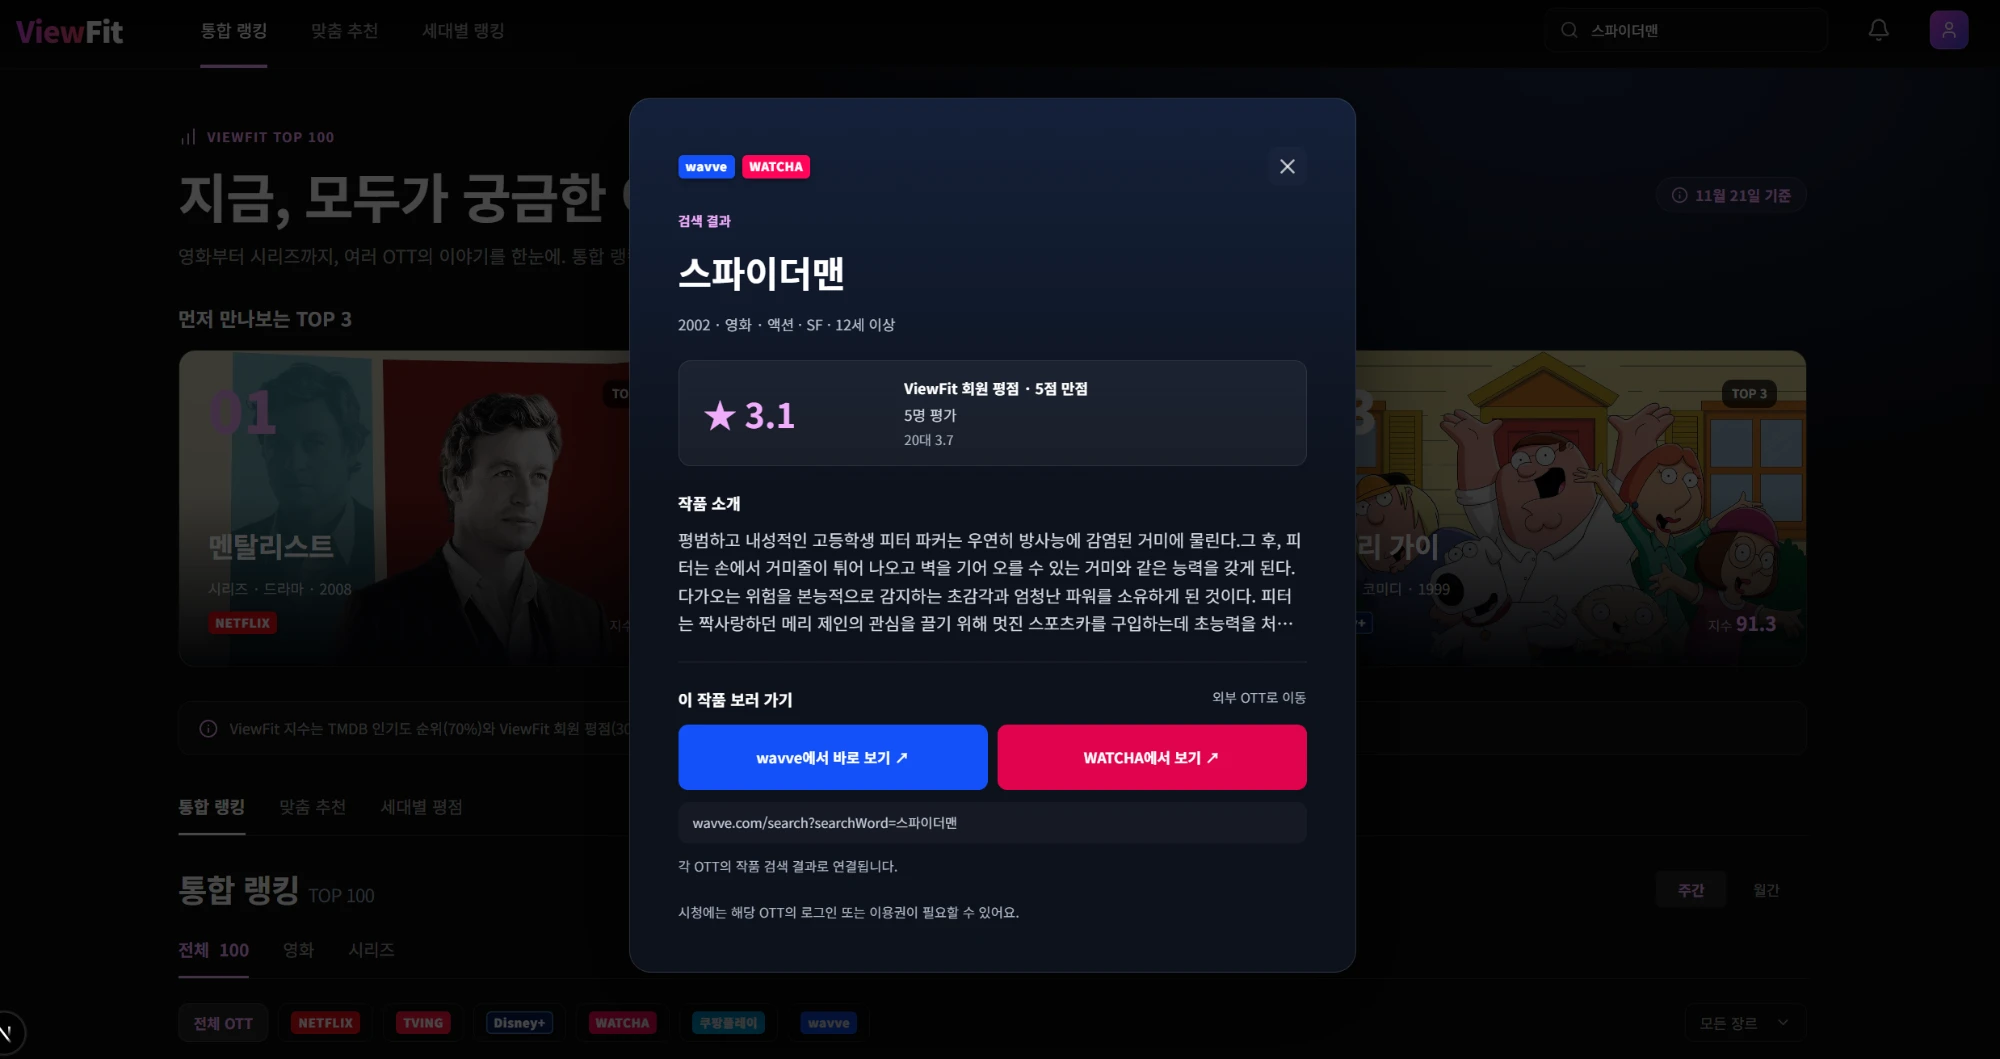 ViewFit
통합 랭킹
맞춤 추천
세대별 랭킹
스파이더맨
VIEWFIT TOP 100
지금, 모두가 궁금한
영화부터 시리즈까지, 여러 OTT의 이야기를 한눈에. 통합 랭
11월 21일 기준
먼저 만나보는 TOP 3
01
멘탈리스트
시리즈 · 드라마 · 2008
NETFLIX
지수
wavve
WATCHA
검색 결과
스파이더맨
2002 · 영화 · 액션 · SF · 12세 이상
★ 3.1
ViewFit 회원 평점 · 5점 만점
5명 평가
20대 3.7
작품 소개
평범하고 내성적인 고등학생 피터 파커는 우연히 방사능에 감염된 거미에 물린다.그 후, 피
터는 손에서 거미줄이 튀어 나오고 벽을 기어 오를 수 있는 거미와 같은 능력을 갖게 된다.
다가오는 위험을 본능적으로 감지하는 초감각과 엄청난 파워를 소유하게 된 것이다. 피터
는 짝사랑하던 메리 제인의 관심을 끌기 위해 멋진 스포츠카를 구입하는데 초능력을 처…
이 작품 보러 가기
외부 OTT로 이동
wavve에서 바로 보기 ↗
WATCHA에서 보기 ↗
wavve.com/search?searchWord=스파이더맨
각 OTT의 작품 검색 결과로 연결됩니다.
시청에는 해당 OTT의 로그인 또는 이용권이 필요할 수 있어요.
TOP 3
리 가이
코미디 · 1999
지수 91.3
ViewFit 지수는 TMDB 인기도 순위(70%)와 ViewFit 회원 평점(30
통합 랭킹
맞춤 추천
세대별 평점
통합 랭킹 TOP 100
주간
월간
전체 100
영화
시리즈
전체 OTT
NETFLIX
TVING
Disney+
WATCHA
쿠팡플레이
wavve
모든 장르